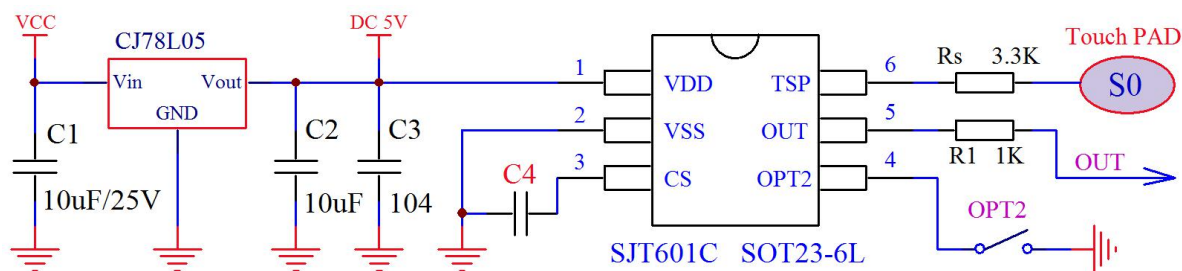 VCC
DC 5V
CJ78L05
Vin
Vout
GND
C1
10uF/25V
C2
10uF
C3
104
C4
1
VDD
2
VSS
3
CS
TSP
6
OUT
5
OPT2
4
SJT601C SOT23-6L
Rs 3.3K
Touch PAD
S0
R1 1K
OUT
OPT2